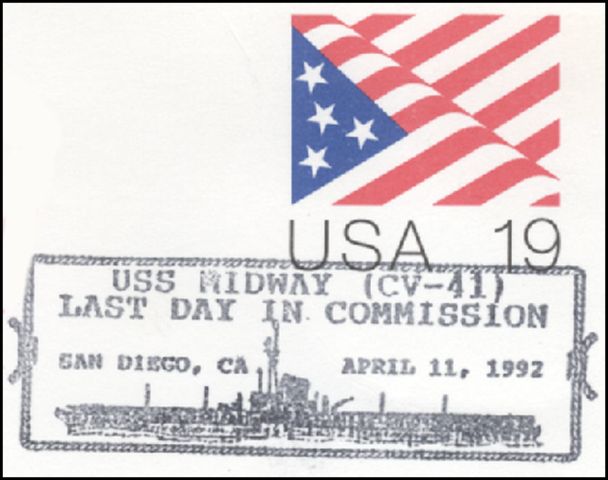 USA 19
USS MIDWAY (CV-41)
LAST DAY IN COMMISSION
SAN DIEGO, CA APRIL 11, 1992